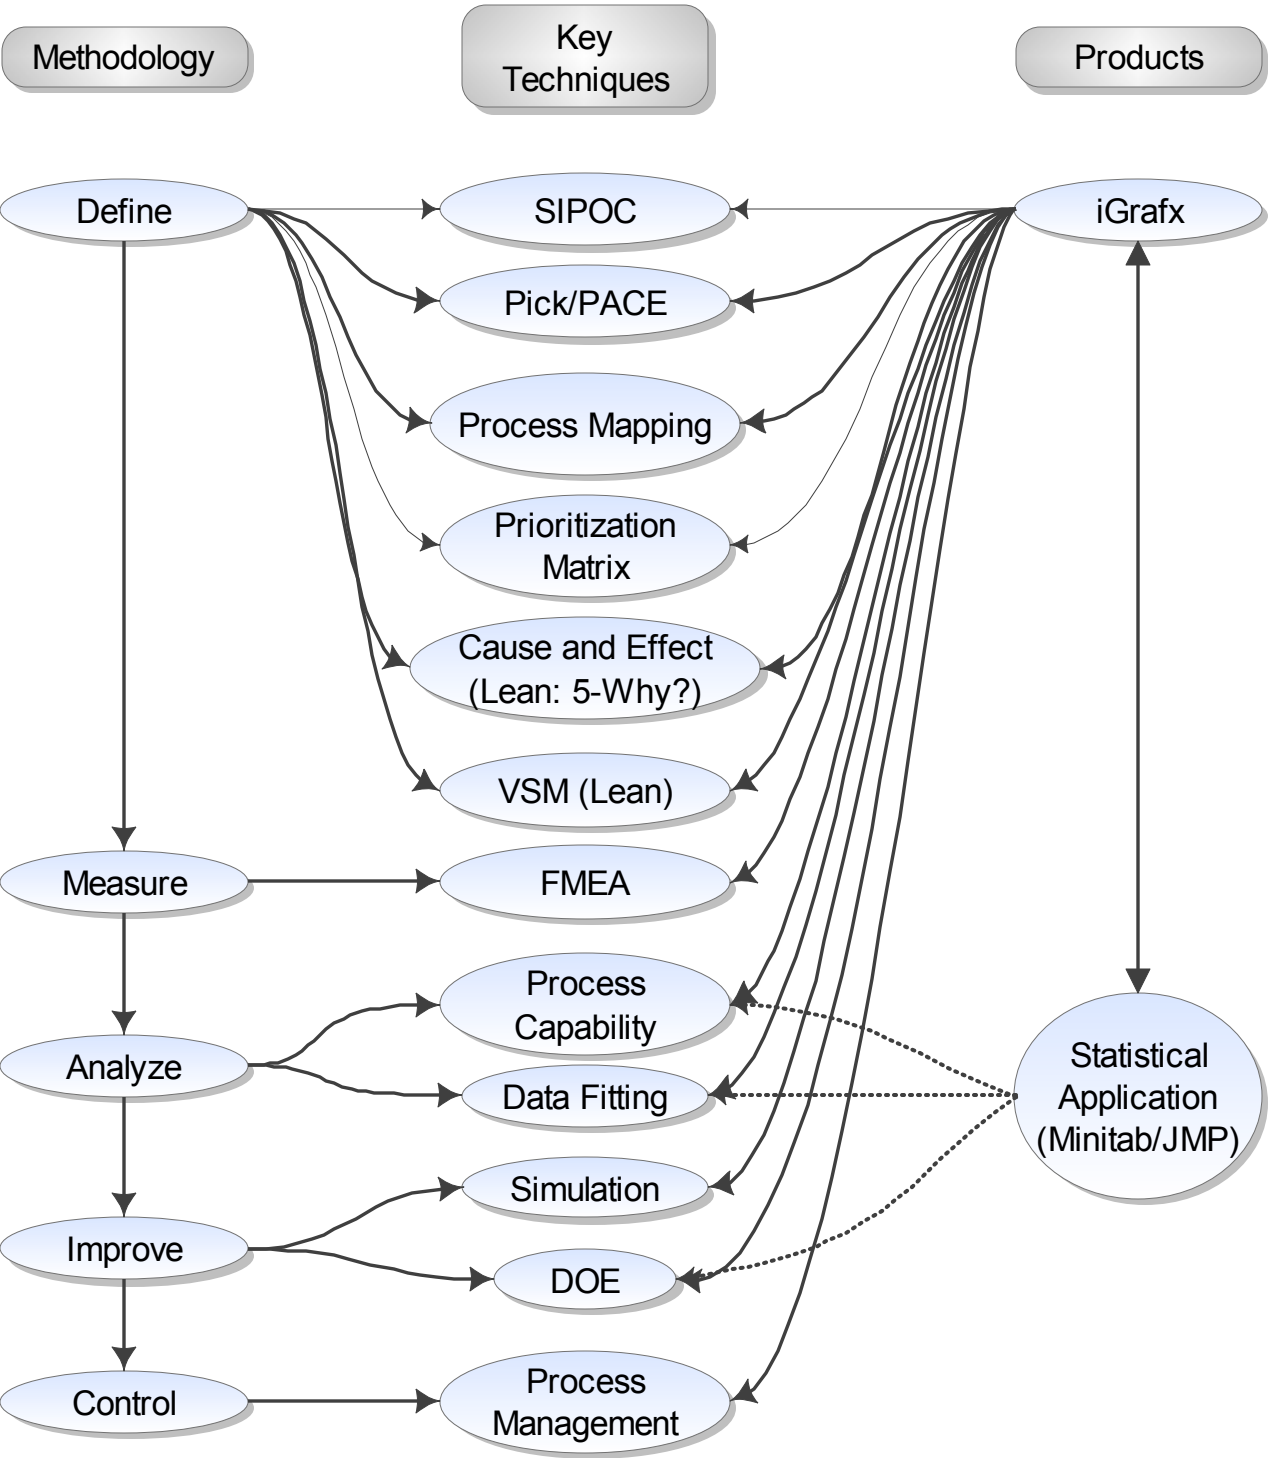 Methodology
Key
Techniques
Products
Define
SIPOC
iGrafx
Pick/PACE
Process Mapping
Prioritization
Matrix
Cause and Effect
(Lean: 5-Why?)
VSM (Lean)
Measure
FMEA
Process
Capability
Analyze
Data Fitting
Statistical
Application
(Minitab/JMP)
Simulation
Improve
DOE
Control
Process
Management